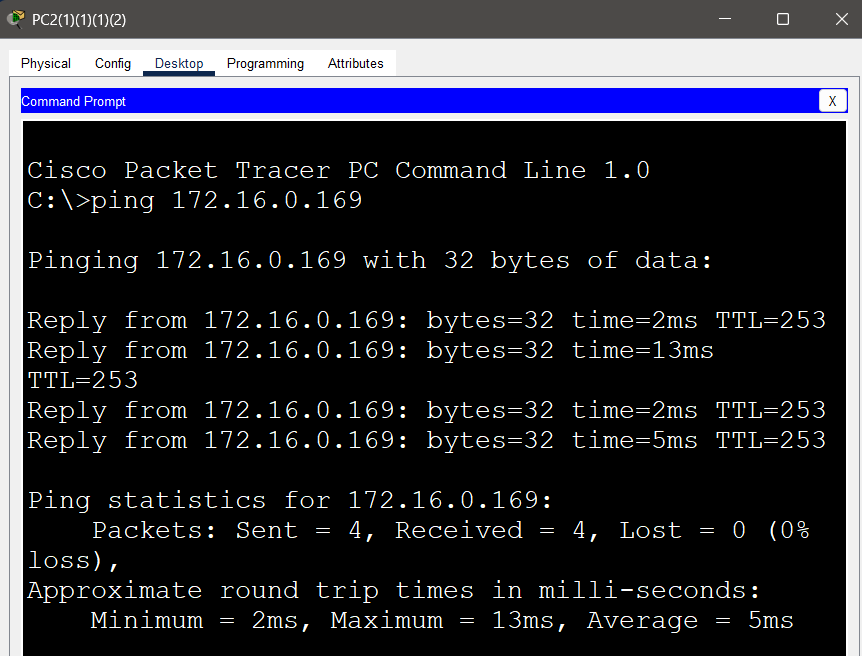 PC2(1)(1)(1)(2)
Physical Config Desktop Programming Attributes
Command Prompt X
Cisco Packet Tracer PC Command Line 1.0
C:\>ping 172.16.0.169
Pinging 172.16.0.169 with 32 bytes of data:
Reply from 172.16.0.169: bytes=32 time=2ms TTL=253
Reply from 172.16.0.169: bytes=32 time=13ms
TTL=253
Reply from 172.16.0.169: bytes=32 time=2ms TTL=253
Reply from 172.16.0.169: bytes=32 time=5ms TTL=253
Ping statistics for 172.16.0.169:
Packets: Sent = 4, Received = 4, Lost = 0 (0%
loss),
Approximate round trip times in milli-seconds:
Minimum = 2ms, Maximum = 13ms, Average = 5ms